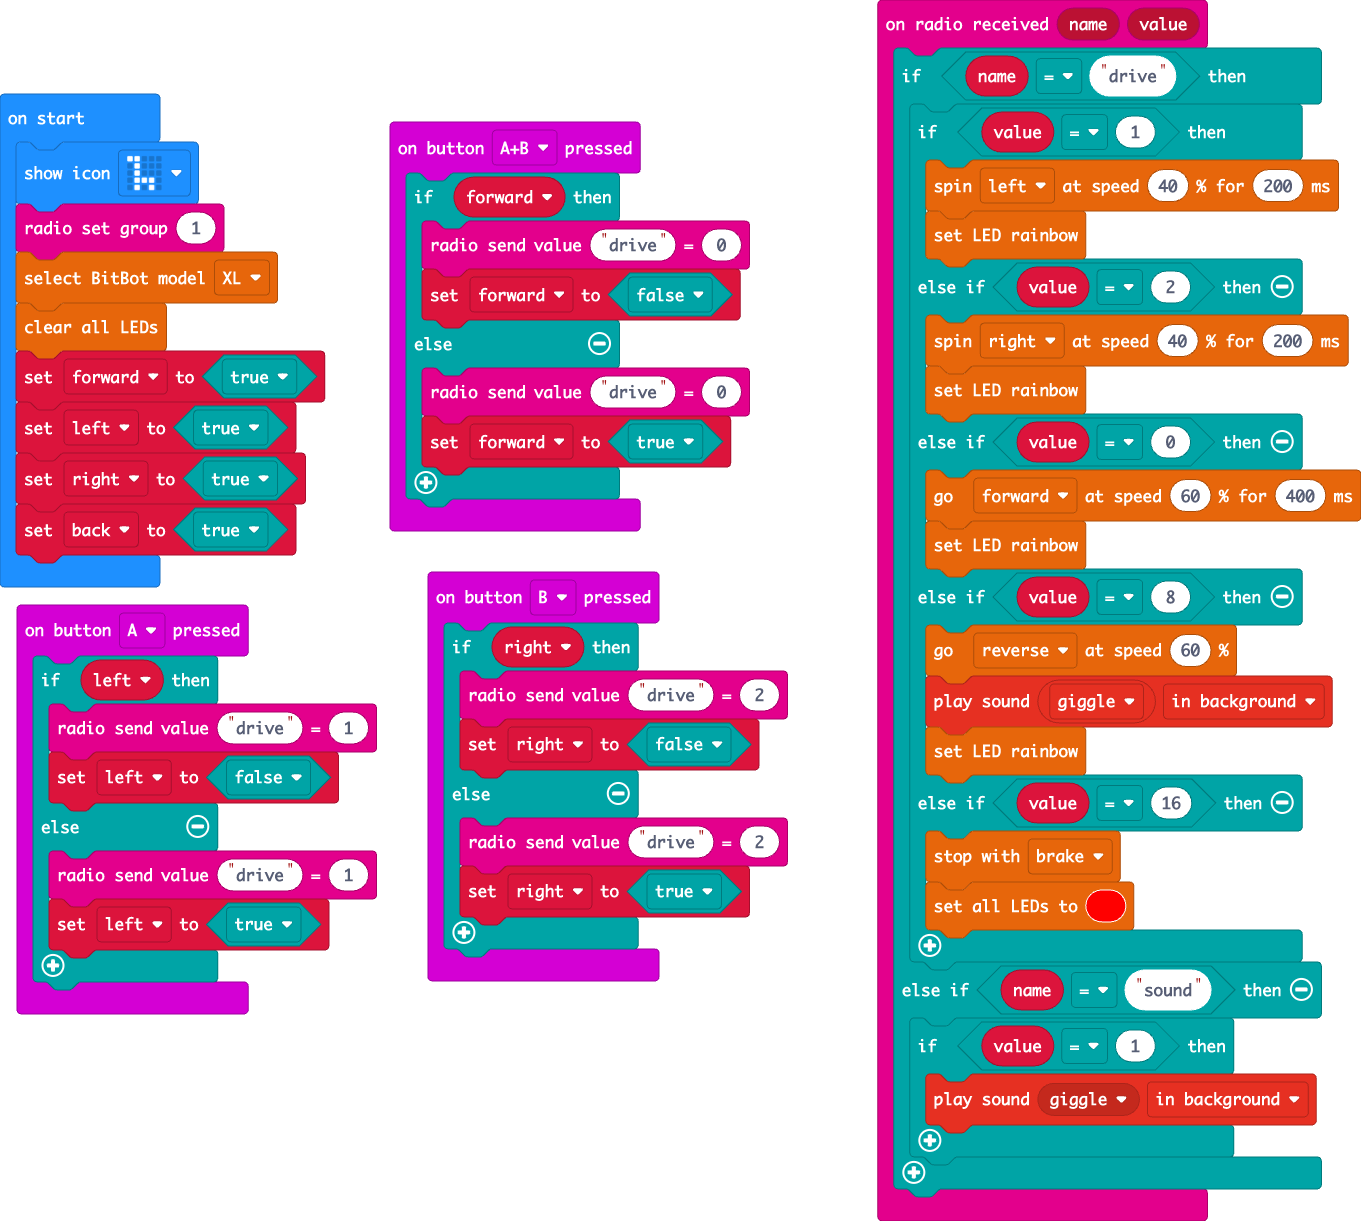 on start
show icon
radio set group 1
select BitBot model XL
clear all LEDs
set forward to true
set left to true
set right to true
set back to true
on button A pressed
if left then
radio send value "drive" = 1
set left to false
else
radio send value "drive" = 1
set left to true
on button A+B pressed
if forward then
radio send value "drive" = 0
set forward to false
else
radio send value "drive" = 0
set forward to true
on button B pressed
if right then
radio send value "drive" = 2
set right to false
else
radio send value "drive" = 2
set right to true
on radio received name value
if name = "drive" then
if value = 1 then
spin left at speed 40 % for 200 ms
set LED rainbow
else if value = 2 then
spin right at speed 40 % for 200 ms
set LED rainbow
else if value = 0 then
go forward at speed 60 % for 400 ms
set LED rainbow
else if value = 8 then
go reverse at speed 60 %
play sound giggle in background
set LED rainbow
else if value = 16 then
stop with brake
set all LEDs to
else if name = "sound" then
if value = 1 then
play sound giggle in background